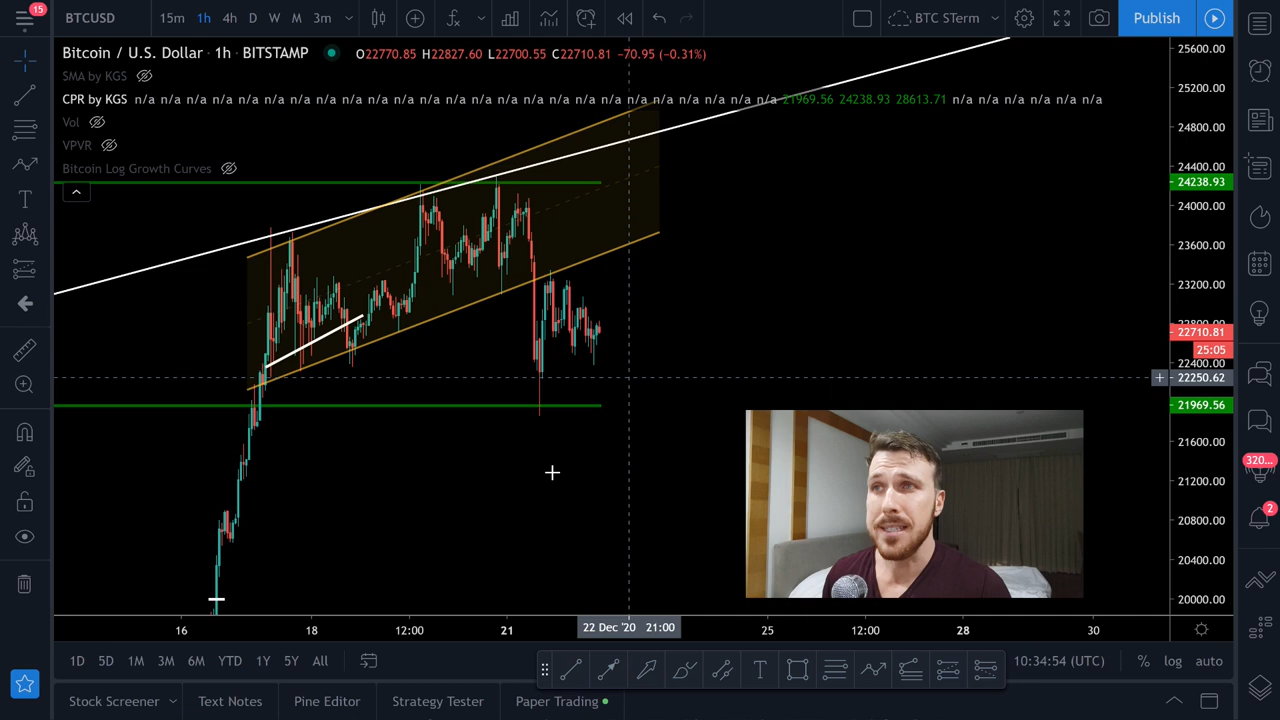 15
BTCUSD 15m 1h 4h D W M 3m BTC STerm Publish
Bitcoin / U.S. Dollar · 1h · BITSTAMP O22770.85 H22827.60 L22700.55 C22710.81 −70.95 (−0.31%)
SMA by KGS
CPR by KGS n/a n/a n/a n/a n/a n/a n/a n/a n/a n/a n/a n/a n/a n/a n/a n/a n/a n/a n/a n/a n/a n/a n/a n/a n/a 21969.56 24238.93 28613.71 n/a n/a n/a n/a n/a n/a
Vol
VPVR
Bitcoin Log Growth Curves
25600.00
25200.00
24800.00
24400.00
24238.93
24000.00
23600.00
23200.00
22800.00
22710.81
25:05
22400.00
22250.62
21969.56
21600.00
21200.00
20800.00
20400.00
20000.00
320...
2
16 18 12:00 21 22 Dec '20 21:00 25 12:00 28 30
1D 5D 1M 3M 6M YTD 1Y 5Y All 10:34:54 (UTC) % log auto
Stock Screener Text Notes Pine Editor Strategy Tester Paper Trading